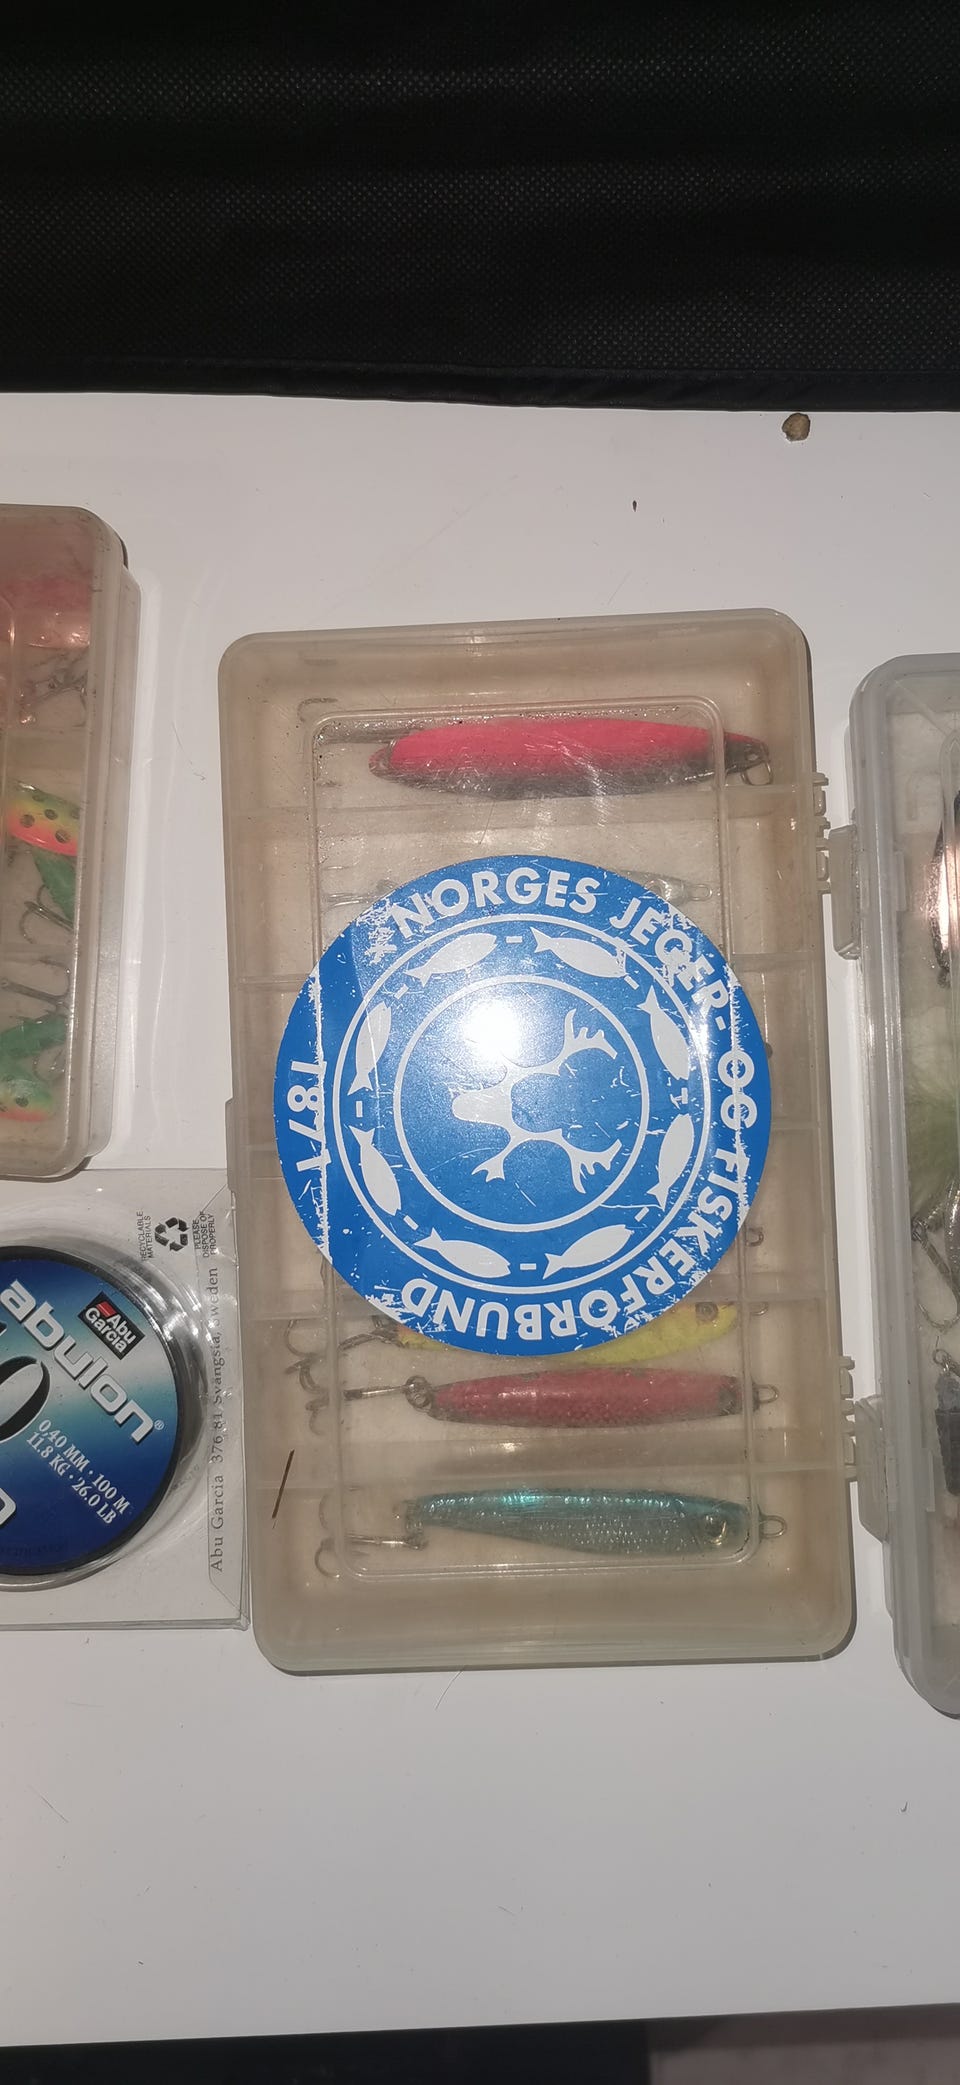 NORGES JEGER- OG FISKERFORBUND
1871
RECYCLABLE
MATERIALS
PLEASE
DISPOSE OF
PROPERLY
Abu
Garcia
abulon®
0,40 MM · 100 M
11.8 KG · 26.0 LB
Abu Garcia 376 81 Svängsta, Sweden